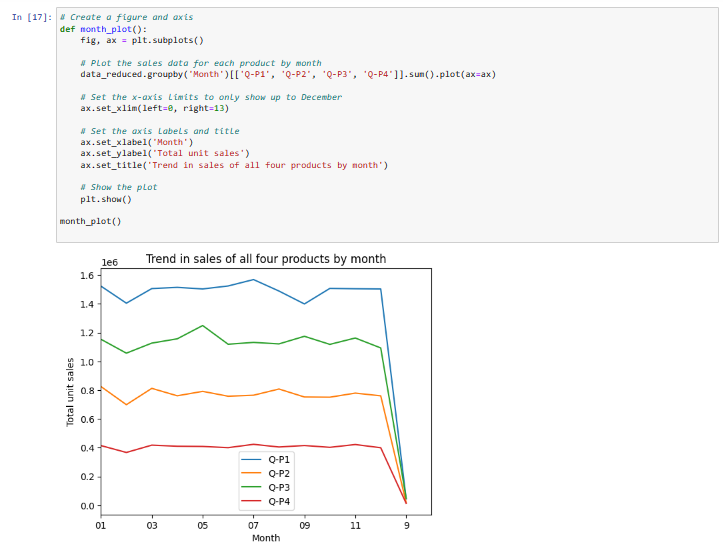 In [17]: # Create a figure and axis
def month_plot():
    fig, ax = plt.subplots()
    # Plot the sales data for each product by month
    data_reduced.groupby('Month')[['Q-P1', 'Q-P2', 'Q-P3', 'Q-P4']].sum().plot(ax=ax)
    # Set the x-axis limits to only show up to December
    ax.set_xlim(left=0, right=13)
    # Set the axis labels and title
    ax.set_xlabel('Month')
    ax.set_ylabel('Total unit sales')
    ax.set_title('Trend in sales of all four products by month')
    # Show the plot
    plt.show()
month_plot()
Trend in sales of all four products by month
1e6
1.6
1.4
1.2
1.0
0.8
0.6
0.4
0.2
0.0
Total unit sales
Q-P1
Q-P2
Q-P3
Q-P4
01 03 05 07 09 11 9
Month